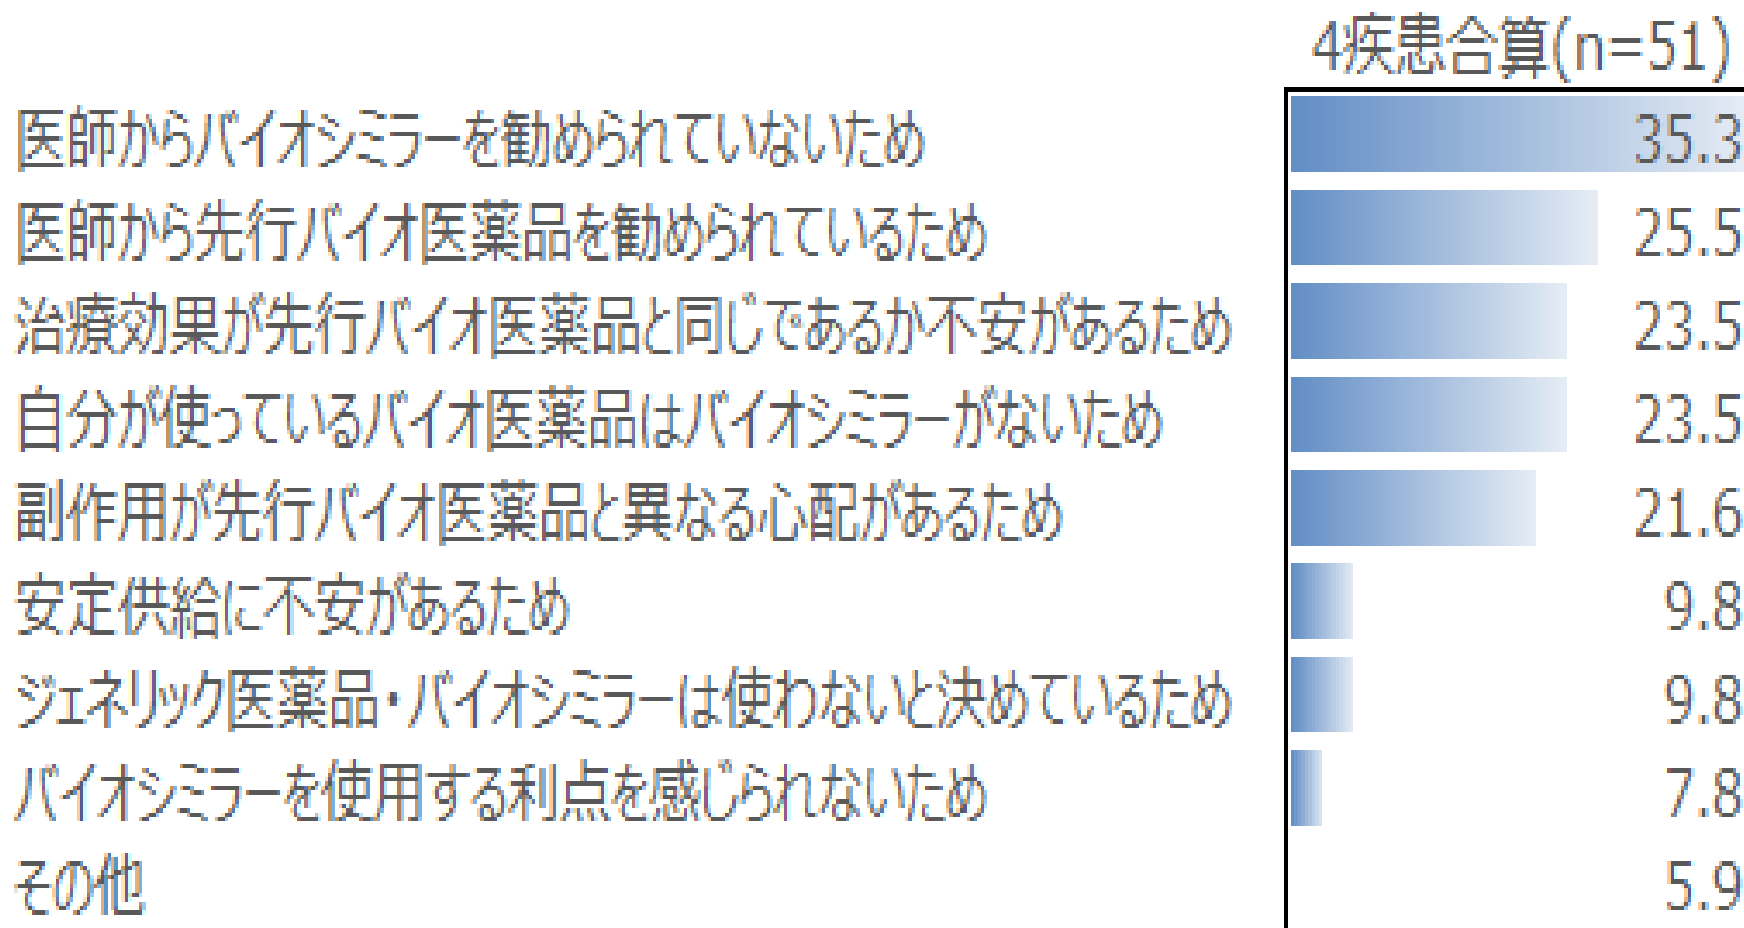 4疾患合算(n=51)
医師からバイオシミラーを勧められていないため 35.3
医師から先行バイオ医薬品を勧められているため 25.5
治療効果が先行バイオ医薬品と同じであるか不安があるため 23.5
自分が使っているバイオ医薬品はバイオシミラーがないため 23.5
副作用が先行バイオ医薬品と異なる心配があるため 21.6
安定供給に不安があるため 9.8
ジェネリック医薬品・バイオシミラーは使わないと決めているため 9.8
バイオシミラーを使用する利点を感じられないため 7.8
その他 5.9